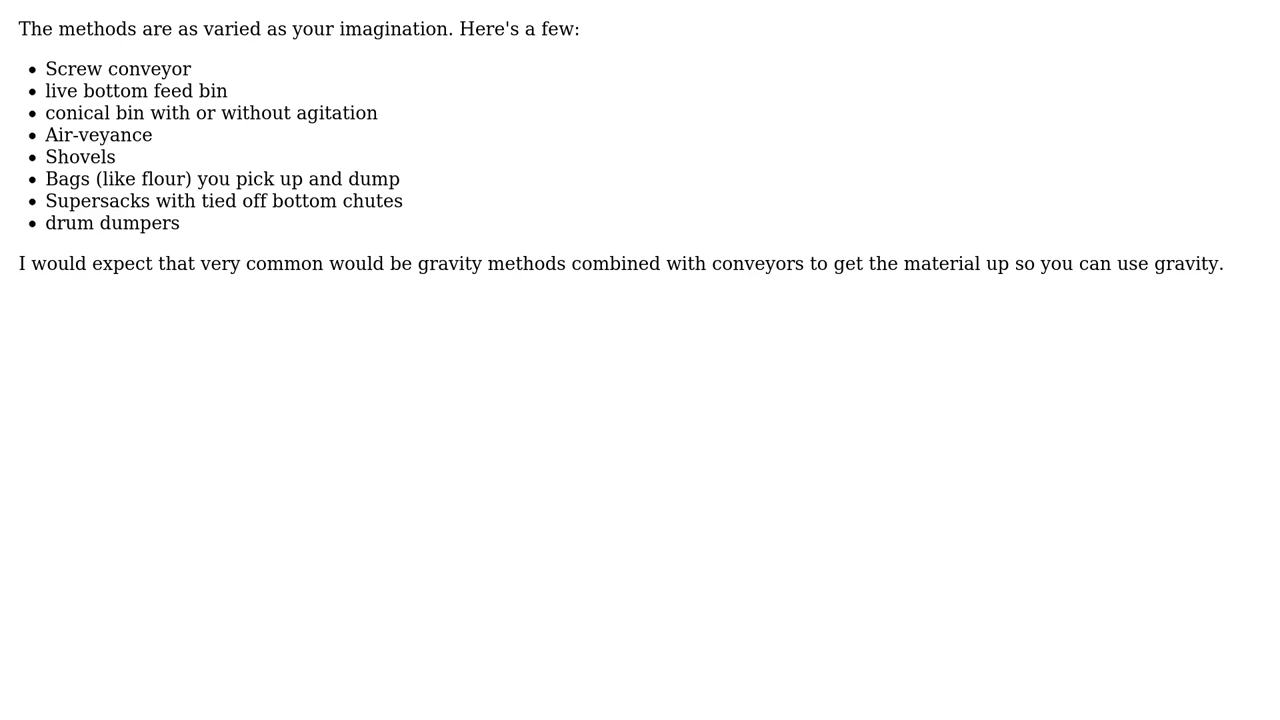 The methods are as varied as your imagination. Here's a few:
• Screw conveyor
• live bottom feed bin
• conical bin with or without agitation
• Air-veyance
• Shovels
• Bags (like flour) you pick up and dump
• Supersacks with tied off bottom chutes
• drum dumpers
I would expect that very common would be gravity methods combined with conveyors to get the material up so you can use gravity.